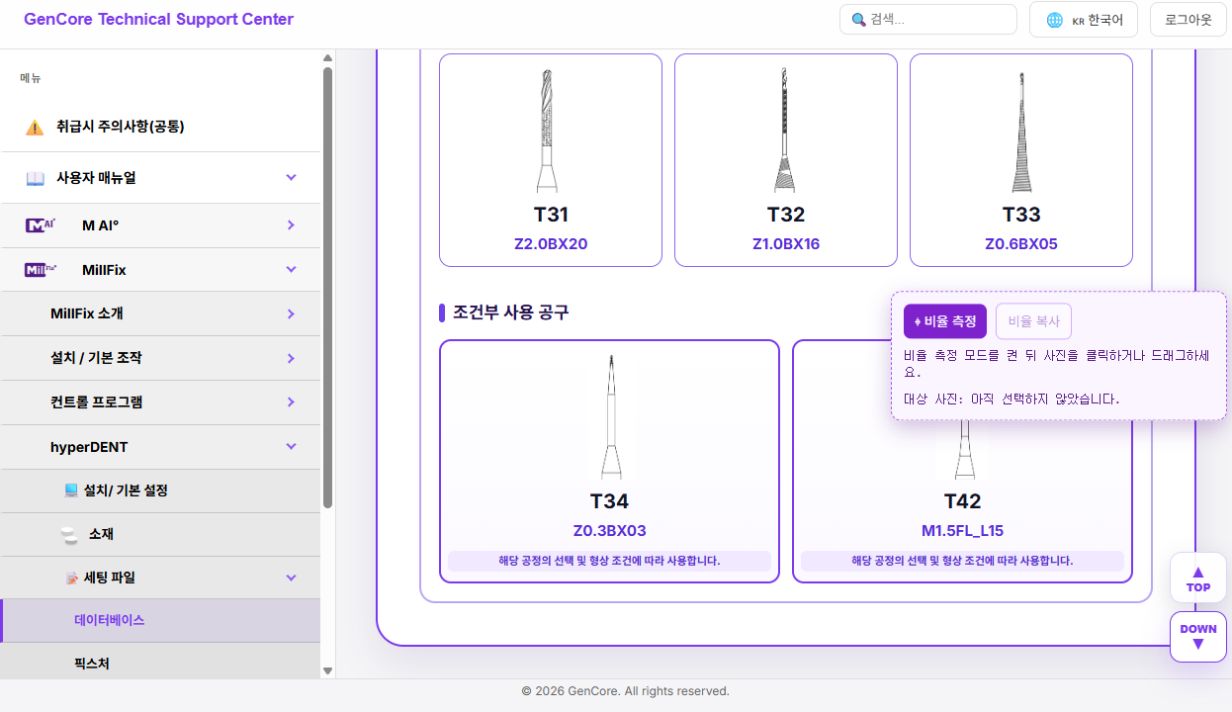 GenCore Technical Support Center
검색...
KR 한국어
로그아웃
메뉴
취급시 주의사항(공통)
사용자 매뉴얼
M AI°
MillFix
MillFix 소개
설치 / 기본 조작
컨트롤 프로그램
hyperDENT
설치/ 기본 설정
소재
세팅 파일
데이터베이스
픽스처
T31
Z2.0BX20
T32
Z1.0BX16
T33
Z0.6BX05
조건부 사용 공구
비율 측정
비율 복사
비율 측정 모드를 켠 뒤 사진을 클릭하거나 드래그하세
요.
대상 사진: 아직 선택하지 않았습니다.
T34
Z0.3BX03
해당 공정의 선택 및 형상 조건에 따라 사용합니다.
T42
M1.5FL_L15
해당 공정의 선택 및 형상 조건에 따라 사용합니다.
TOP
DOWN
© 2026 GenCore. All rights reserved.